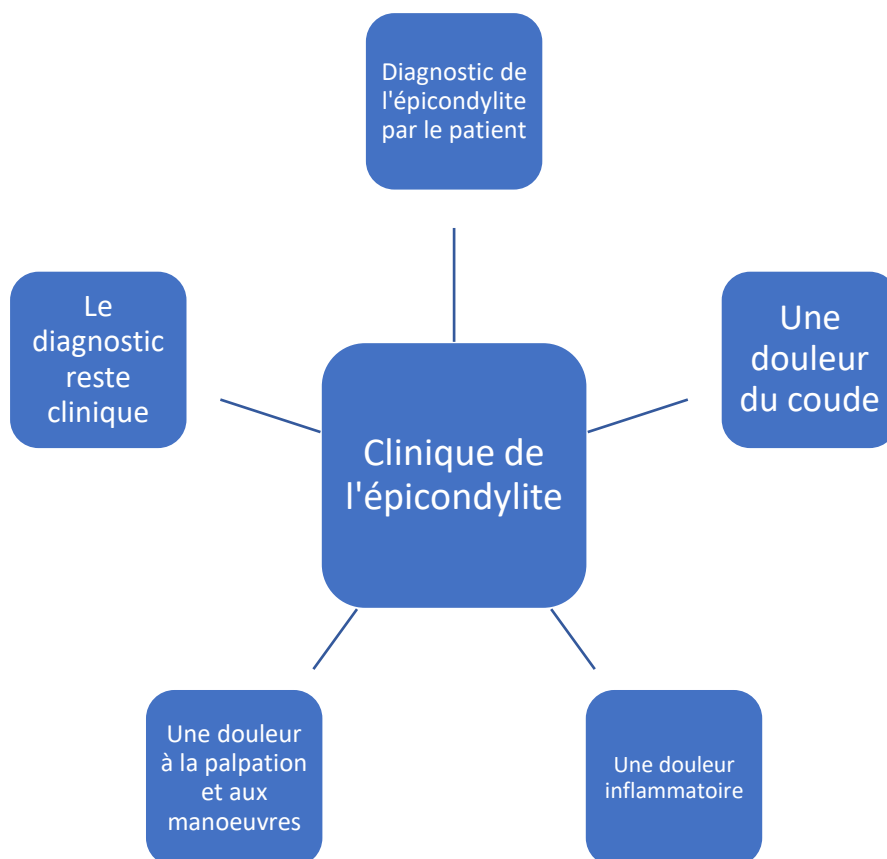 Diagnostic de
l'épicondylite
par le patient
Le
diagnostic
reste
clinique
Une
douleur
du coude
Clinique de
l'épicondylite
Une douleur
à la palpation
et aux
manoeuvres
Une douleur
inflammatoire